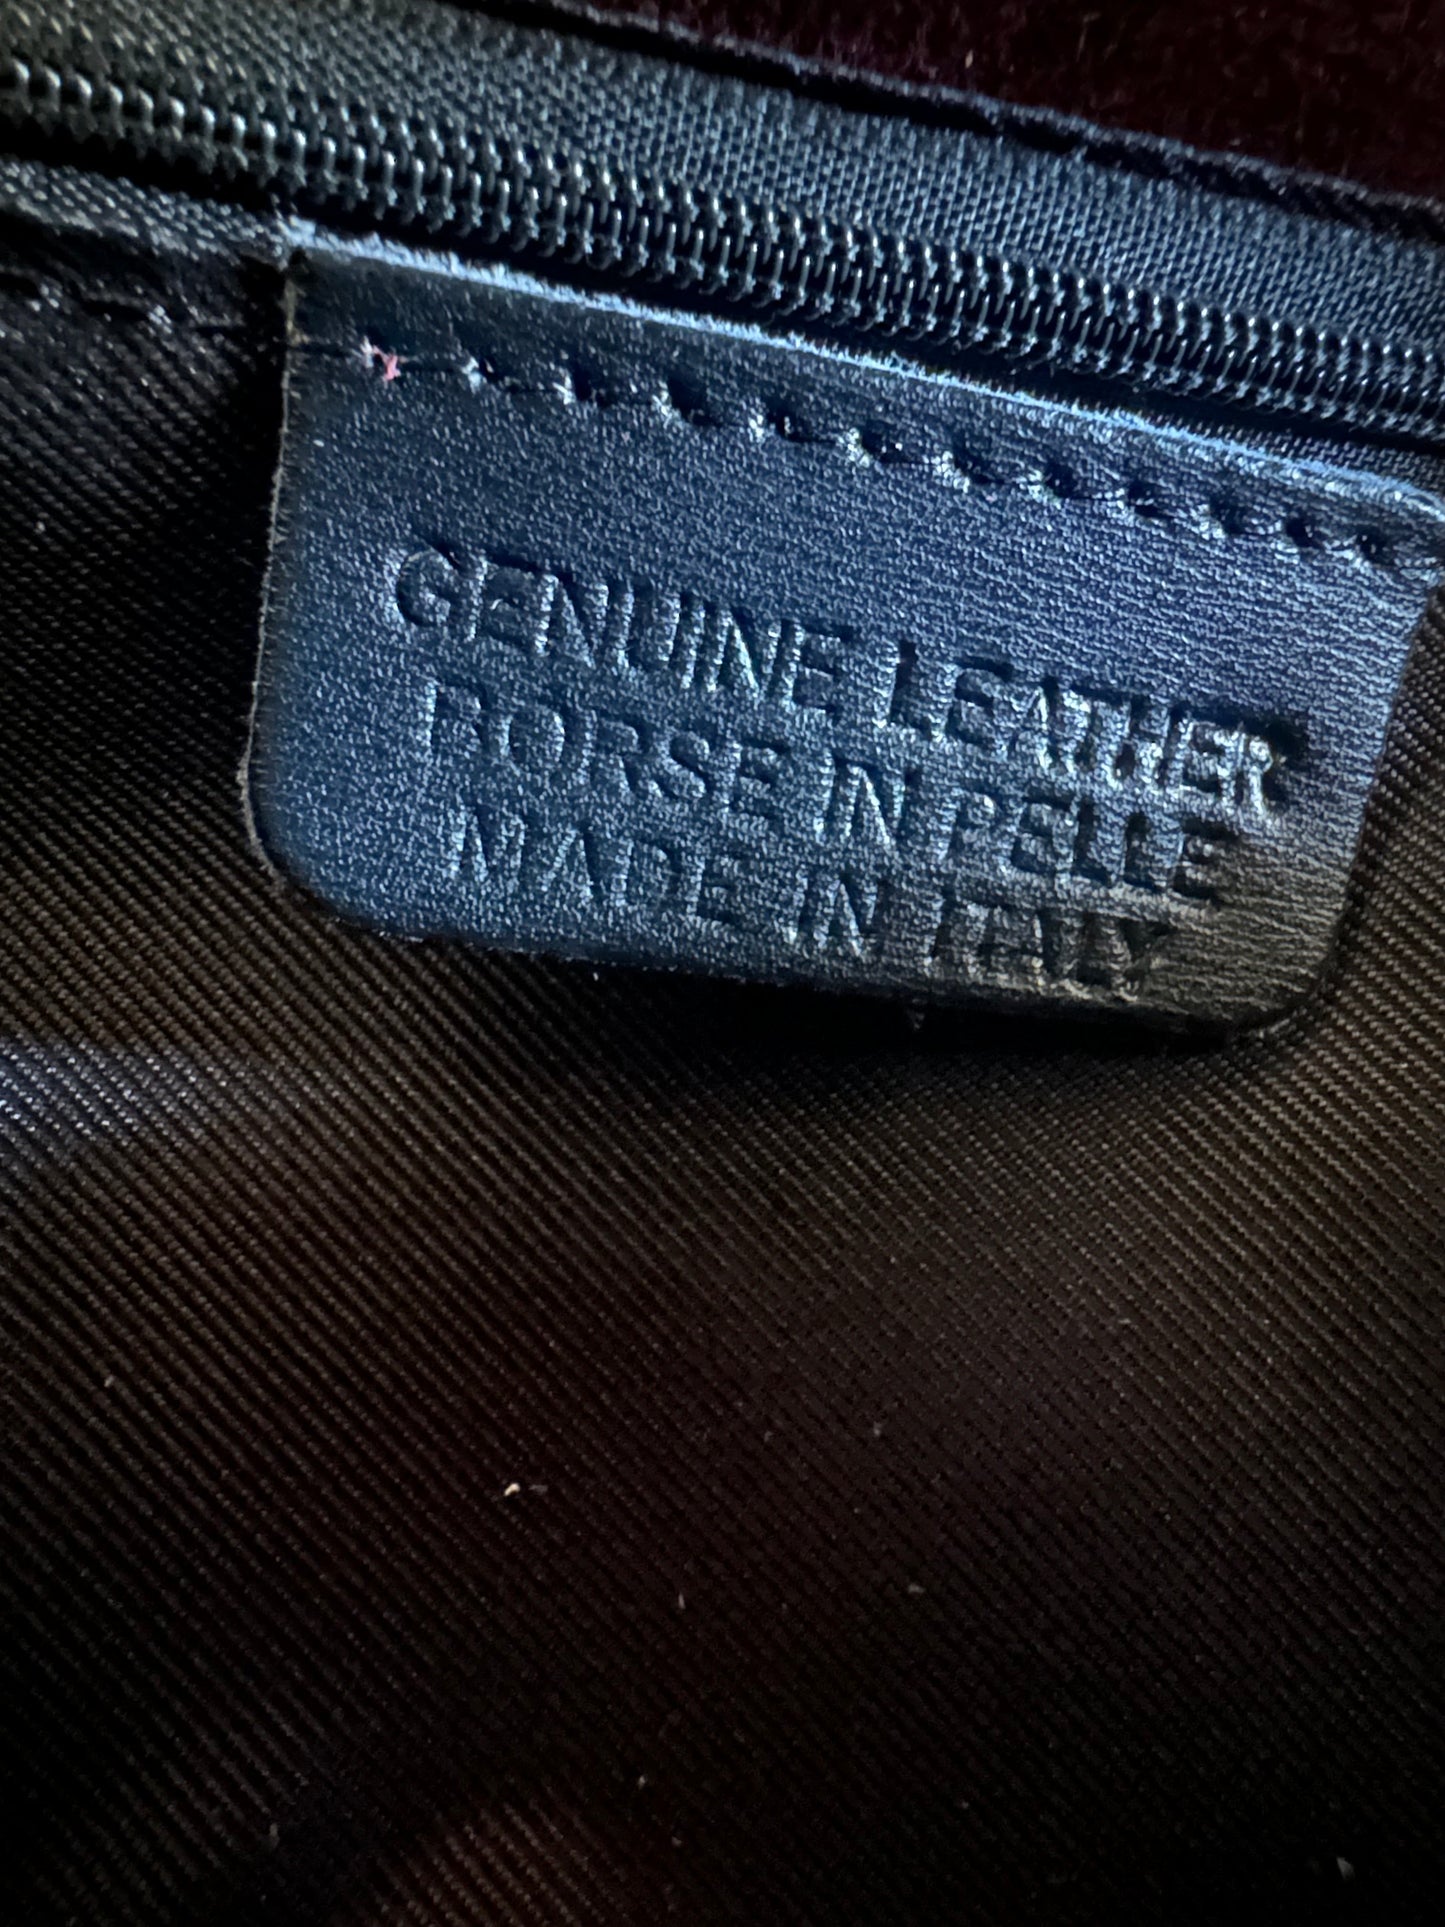 GENUINE LEATHER
BORSE IN PELLE
MADE IN ITALY